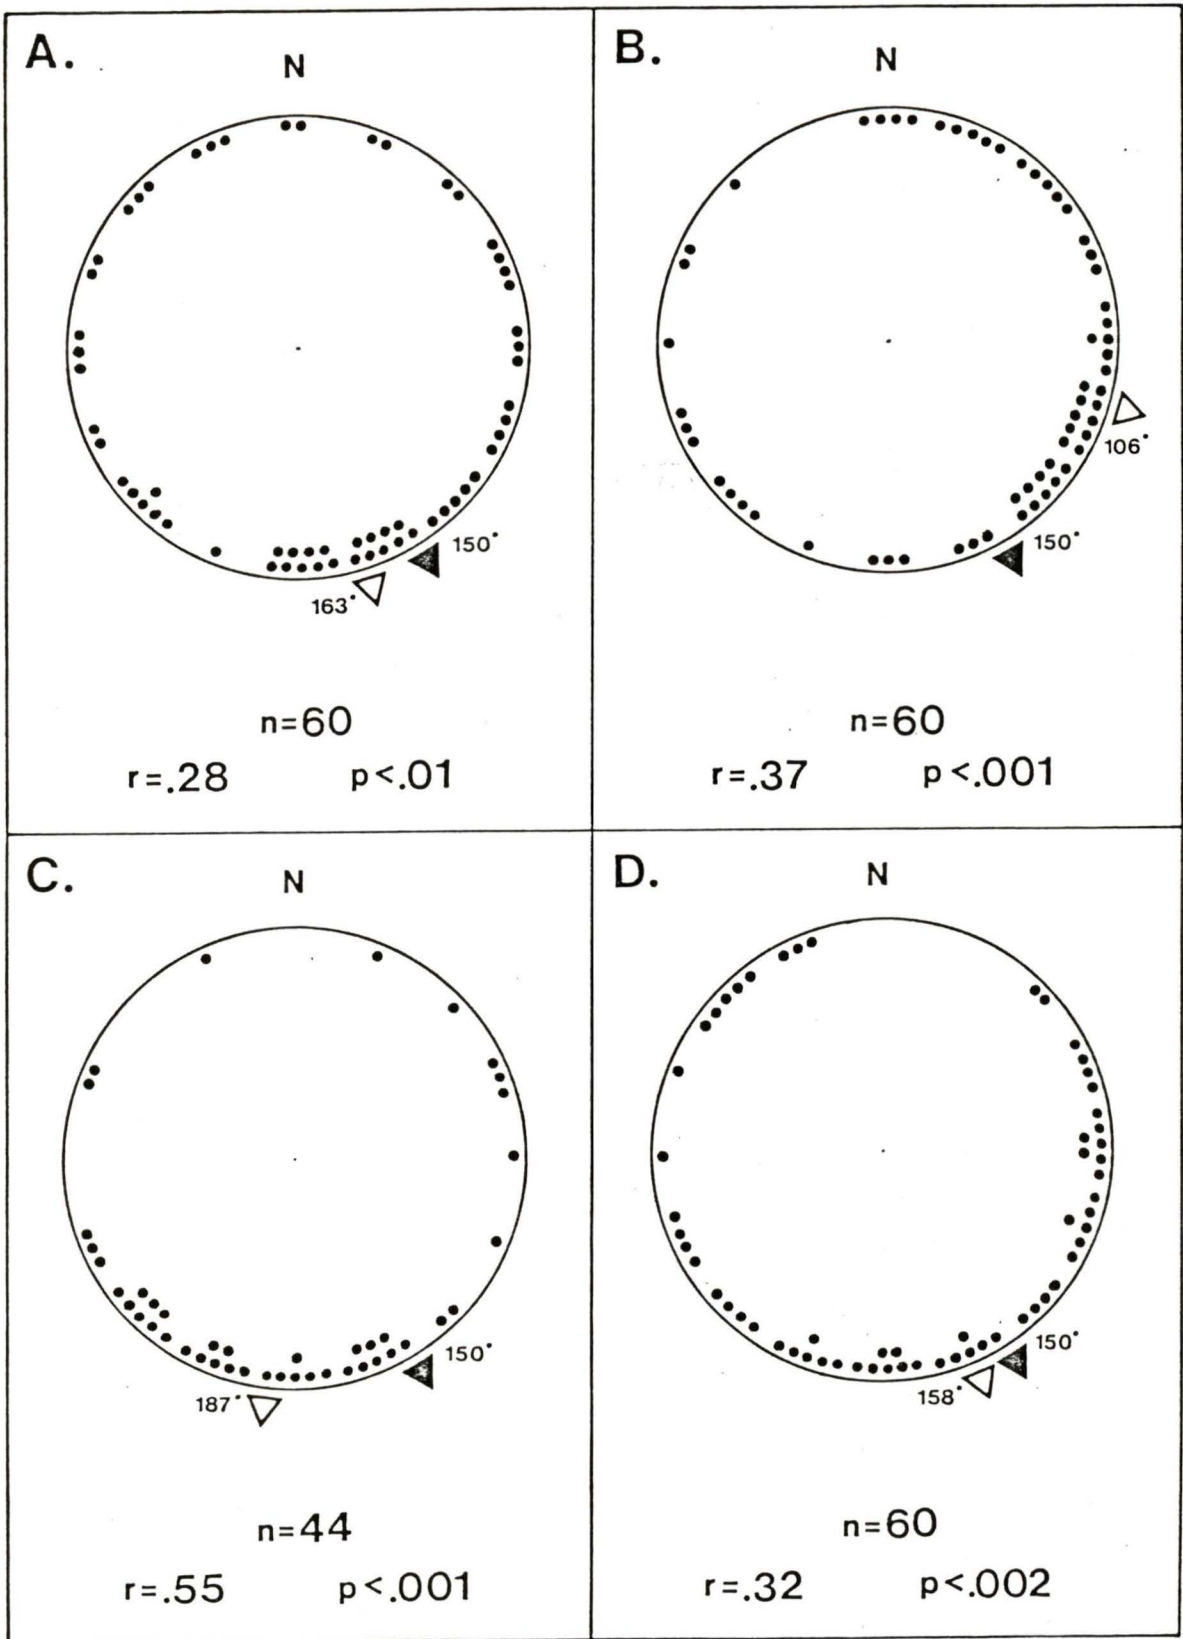 A.
N
150°
163°
n=60
r=.28 p<.01
B.
N
106°
150°
n=60
r=.37 p<.001
C.
N
150°
187°
n=44
r=.55 p<.001
D.
N
150°
158°
n=60
r=.32 p<.002